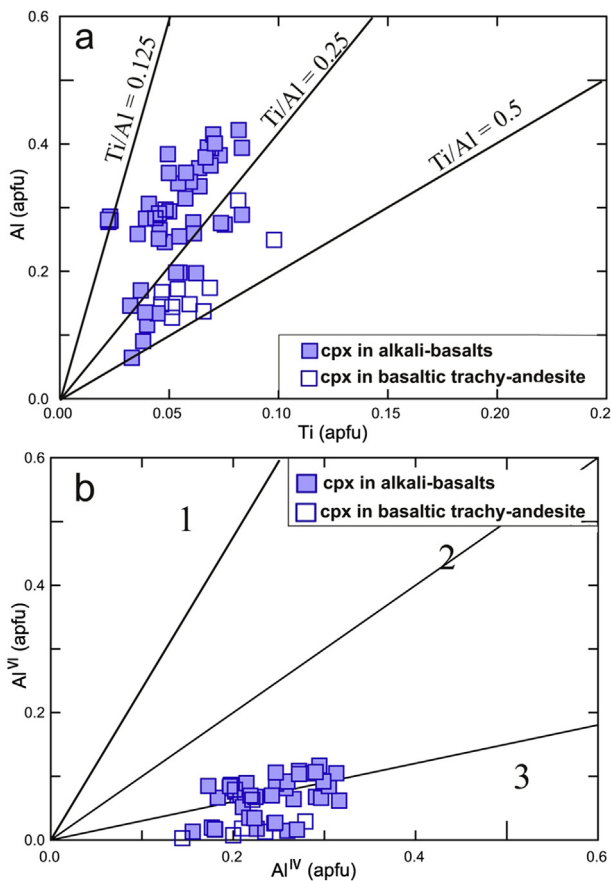 a
0.6
0.4
0.2
0.0
Al (apfu)
Ti/Al = 0.125
Ti/Al = 0.25
Ti/Al = 0.5
cpx in alkali-basalts
cpx in basaltic trachy-andesite
0.00 0.05 0.10 0.15 0.20 0.2
Ti (apfu)
b
0.6
0.4
0.2
0.0
Al^VI (apfu)
cpx in alkali-basalts
cpx in basaltic trachy-andesite
1
2
3
0.0 0.2 0.4 0.6
Al^IV (apfu)